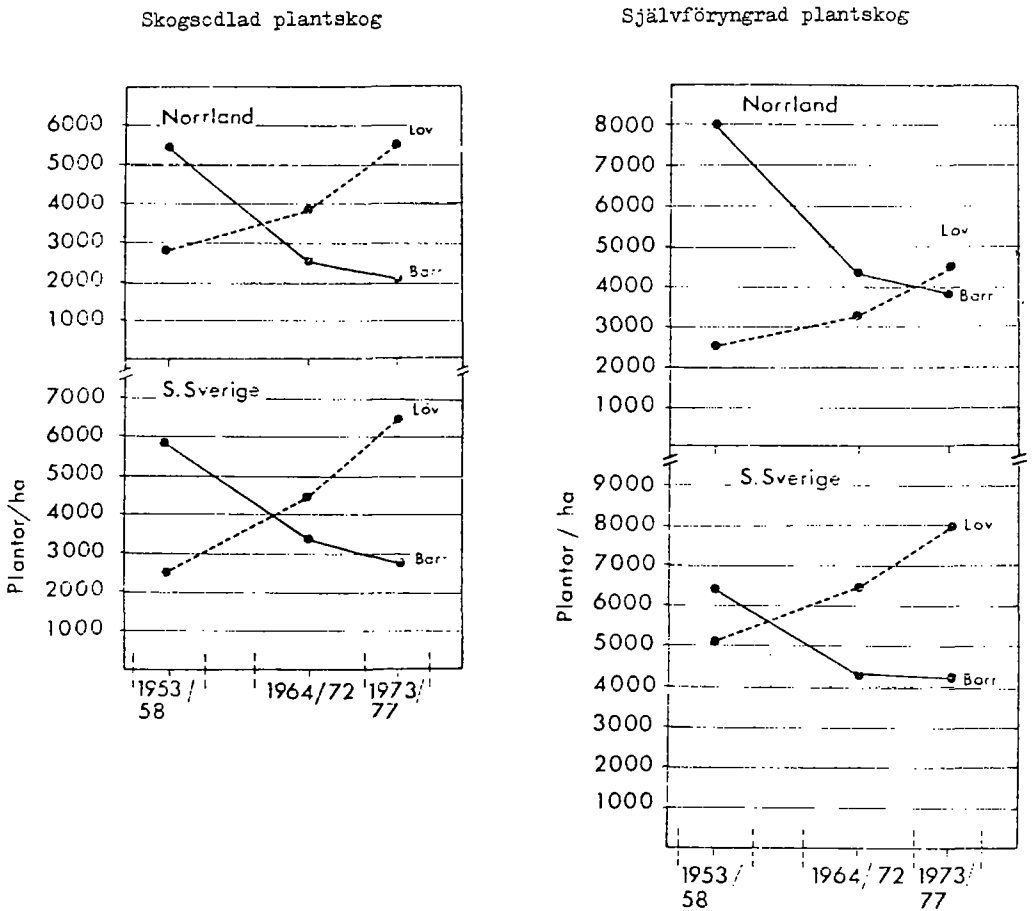 Skogsodlad plantskog
Norrland
6000
5000
4000
3000
2000
1000
Löv
Barr
S.Sverige
7000
6000
5000
4000
3000
2000
1000
Löv
Barr
Plantor/ha
1953/
58
1964/72
1973/
77
Självföryngrad plantskog
Norrland
8000
7000
6000
5000
4000
3000
2000
1000
Löv
Barr
S.Sverige
9000
8000
7000
6000
5000
4000
3000
2000
1000
Löv
Barr
Plantor / ha
1953/
58
1964/72
1973/
77